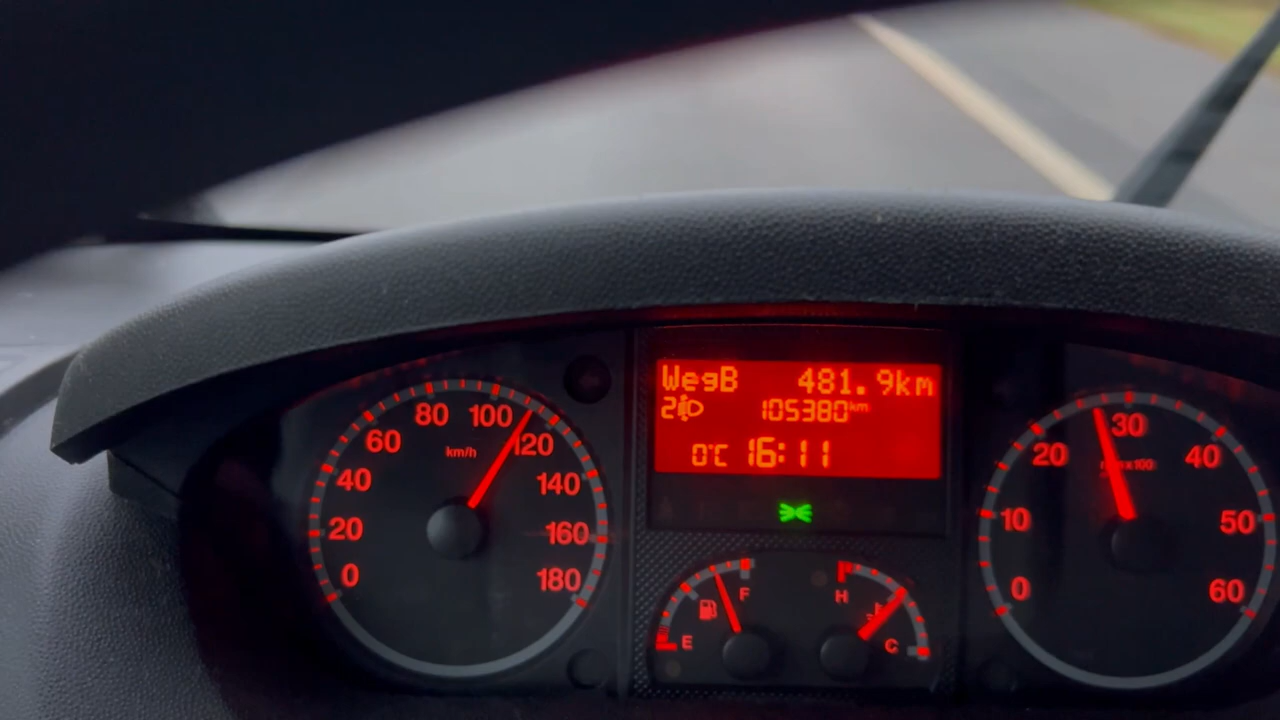 WegB 481.9km
2 105380km
0°C 16:11
0 20 40 60 80 100 120 140 160 180
km/h
E F
H C
0 10 20 30 40 50 60